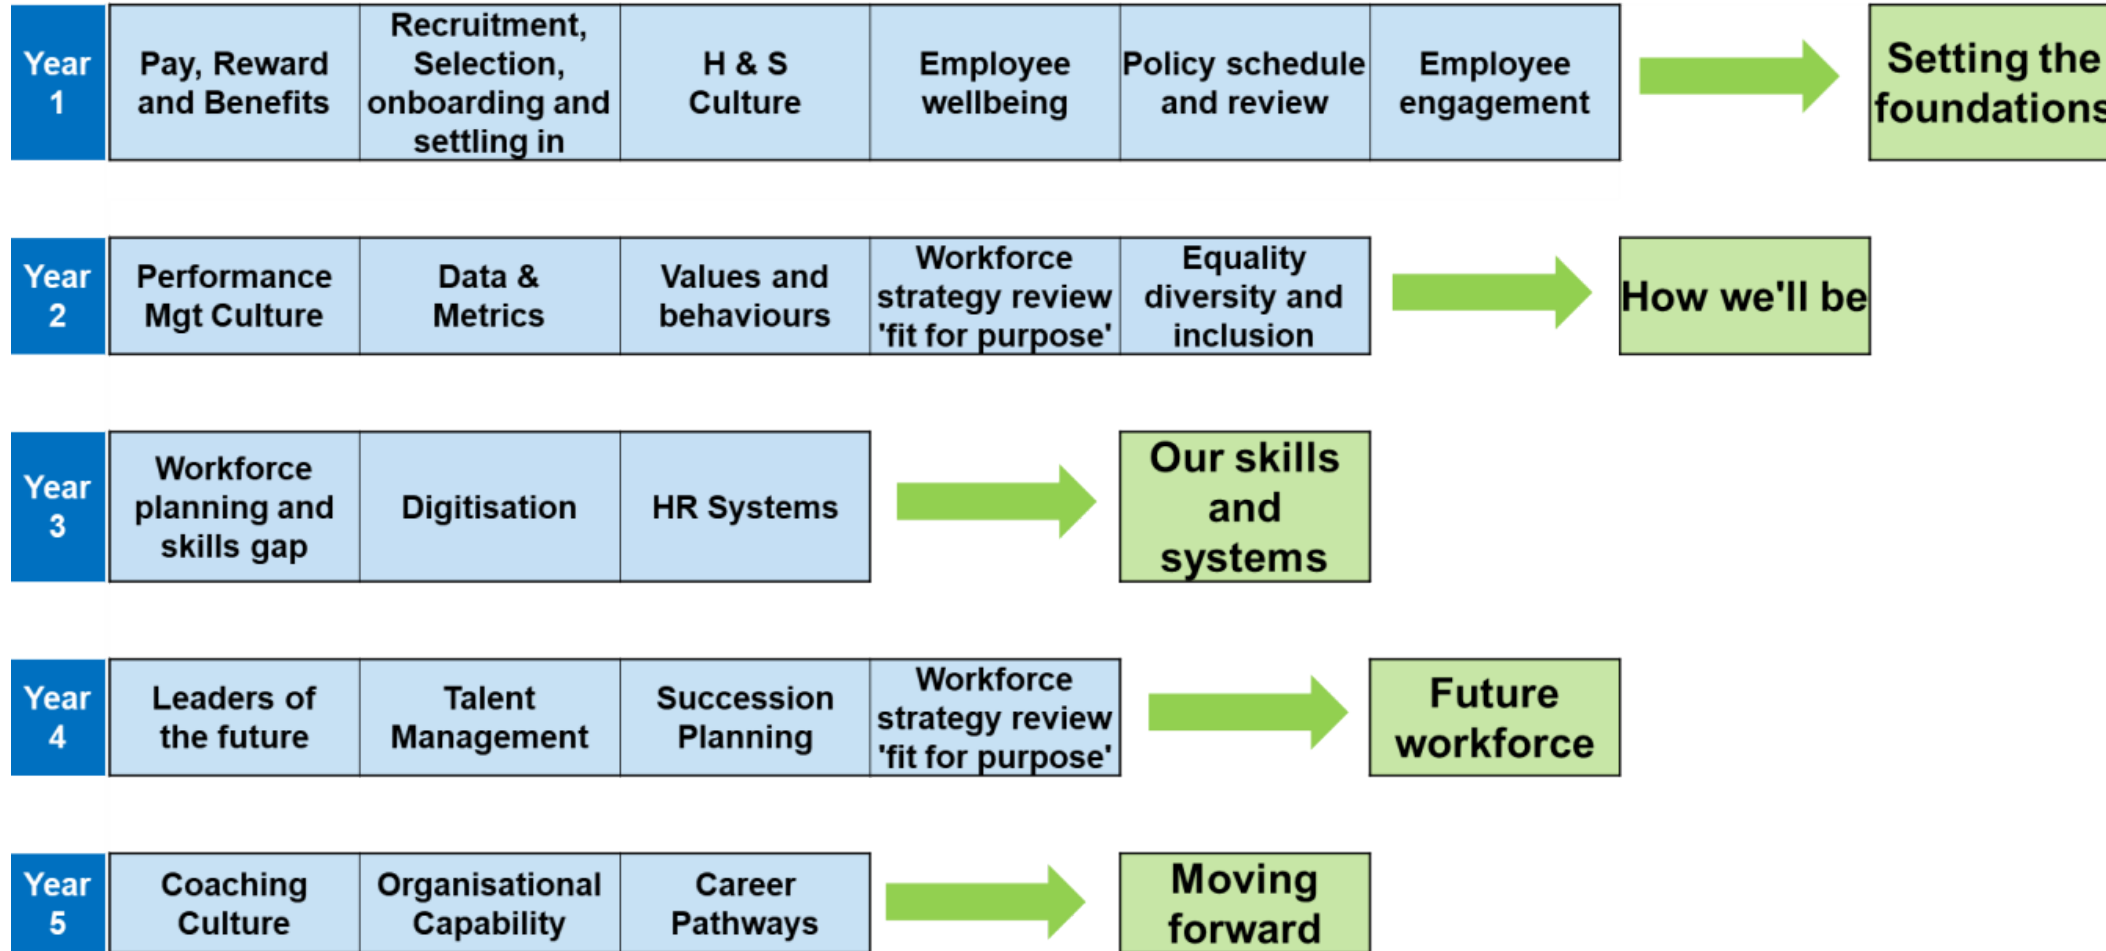 Year
1
Pay, Reward
and Benefits
Recruitment,
Selection,
onboarding and
settling in
H & S
Culture
Employee
wellbeing
Policy schedule
and review
Employee
engagement
Setting the
foundations
Year
2
Performance
Mgt Culture
Data &
Metrics
Values and
behaviours
Workforce
strategy review
'fit for purpose'
Equality
diversity and
inclusion
How we'll be
Year
3
Workforce
planning and
skills gap
Digitisation
HR Systems
Our skills
and
systems
Year
4
Leaders of
the future
Talent
Management
Succession
Planning
Workforce
strategy review
'fit for purpose'
Future
workforce
Year
5
Coaching
Culture
Organisational
Capability
Career
Pathways
Moving
forward